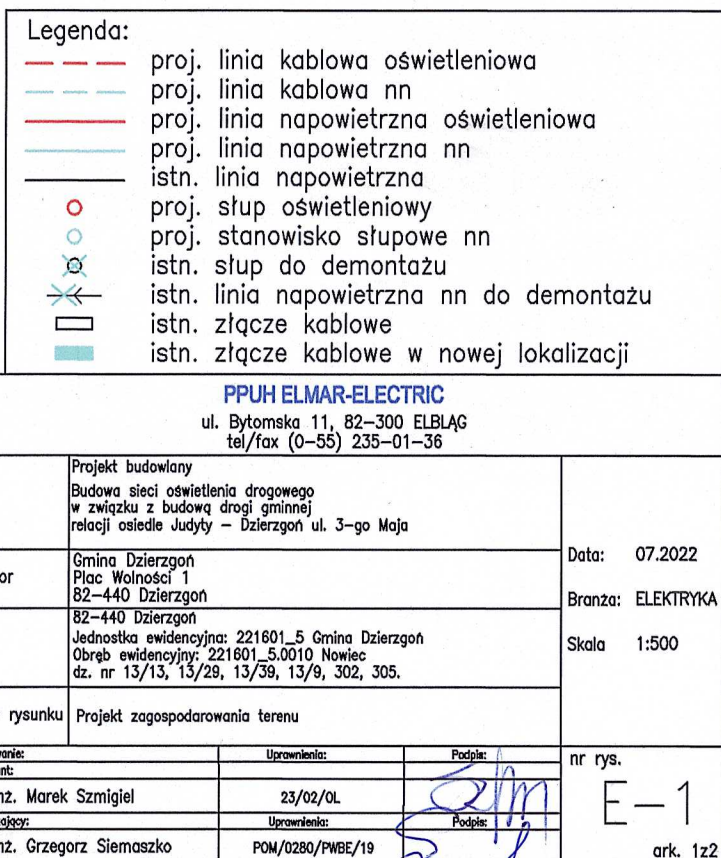 Legenda:
proj. linia kablowa oświetleniowa
proj. linia kablowa nn
proj. linia napowietrzna oświetleniowa
proj. linia napowietrzna nn
istn. linia napowietrzna
proj. słup oświetleniowy
proj. stanowisko słupowe nn
istn. słup do demontażu
istn. linia napowietrzna nn do demontażu
istn. złącze kablowe
istn. złącze kablowe w nowej lokalizacji
PPUH ELMAR-ELECTRIC
ul. Bytomska 11, 82-300 ELBLĄG
tel/fax (0-55) 235-01-36
Projekt budowlany
Budowa sieci oświetlenia drogowego
w związku z budową drogi gminnej
relacji osiedle Judyty – Dzierzgoń ul. 3-go Maja
or
Gmina Dzierzgoń
Plac Wolności 1
82-440 Dzierzgoń
82-440 Dzierzgoń
Jednostka ewidencyjna: 221601_5 Gmina Dzierzgoń
Obręb ewidencyjny: 221601_5.0010 Nowiec
dz. nr 13/13, 13/29, 13/39, 13/9, 302, 305.
Data: 07.2022
Branża: ELEKTRYKA
Skala 1:500
rysunku Projekt zagospodarowania terenu
wanie: Uprawnienia: Podpis:
nt:
nż. Marek Szmigiel 23/02/OL
ający: Uprawnienia: Podpis:
nż. Grzegorz Siemaszko POM/0280/PWBE/19
nr rys.
E-1
ark. 1z2